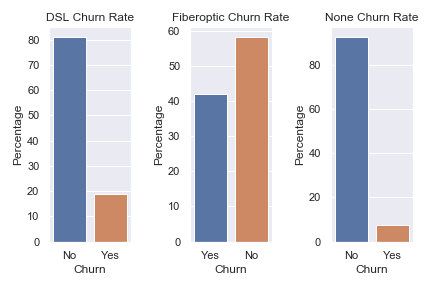 DSL Churn Rate
Percentage
80
70
60
50
40
30
20
10
0
No Yes
Churn
Fiberoptic Churn Rate
Percentage
60
50
40
30
20
10
0
Yes No
Churn
None Churn Rate
Percentage
80
60
40
20
0
No Yes
Churn